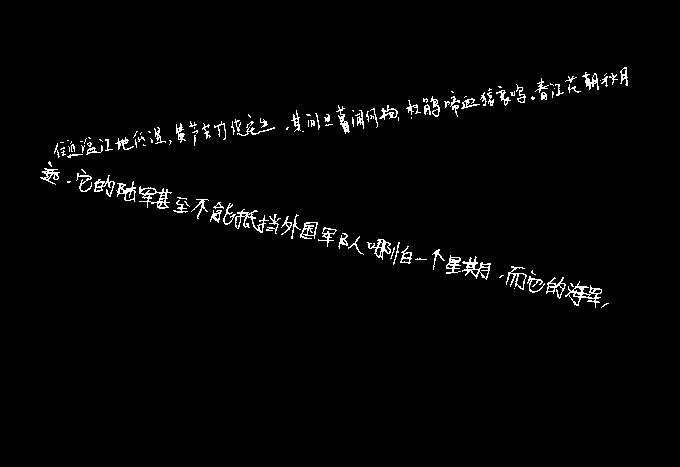 住近湓江地低湿，黄芦苦竹绕宅生．其间旦暮闻何物，杜鹃啼血猿哀鸣。春江花朝秋月
远．它的陆军甚至不能抵挡外国军队哪怕一个星期，而它的海军，